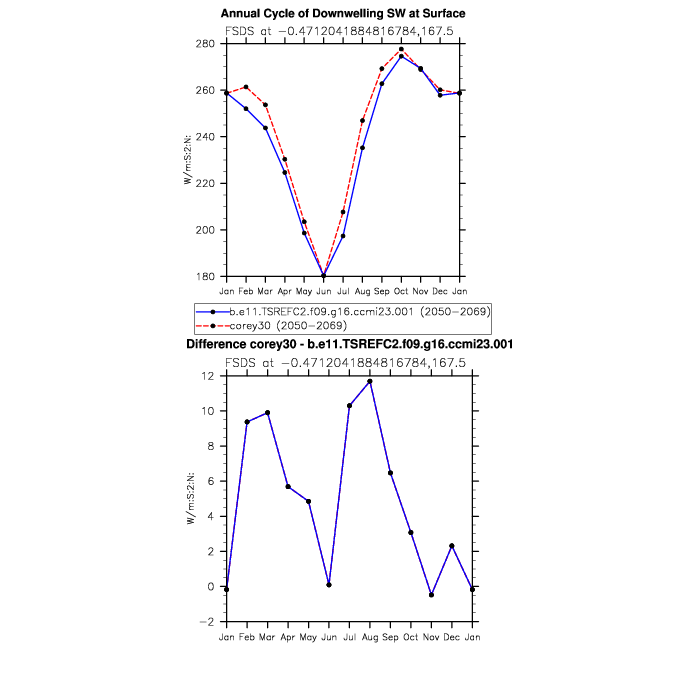 Annual Cycle of Downwelling SW at Surface
FSDS at −0.4712041884816784,167.5
280
260
240
220
200
180
W/m:S:2:N:
Jan Feb Mar Apr May Jun Jul Aug Sep Oct Nov Dec Jan
b.e11.TSREFC2.f09.g16.ccmi23.001 (2050−2069)
corey30 (2050−2069)
Difference corey30 - b.e11.TSREFC2.f09.g16.ccmi23.001
FSDS at −0.4712041884816784,167.5
12
10
8
6
4
2
0
−2
W/m:S:2:N:
Jan Feb Mar Apr May Jun Jul Aug Sep Oct Nov Dec Jan